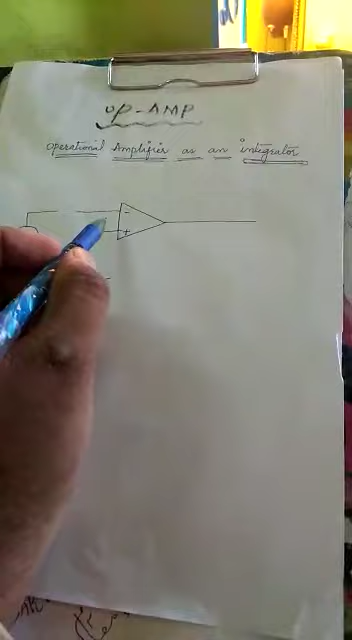 OP-AMP
operational Amplifier as an integrator
-
+